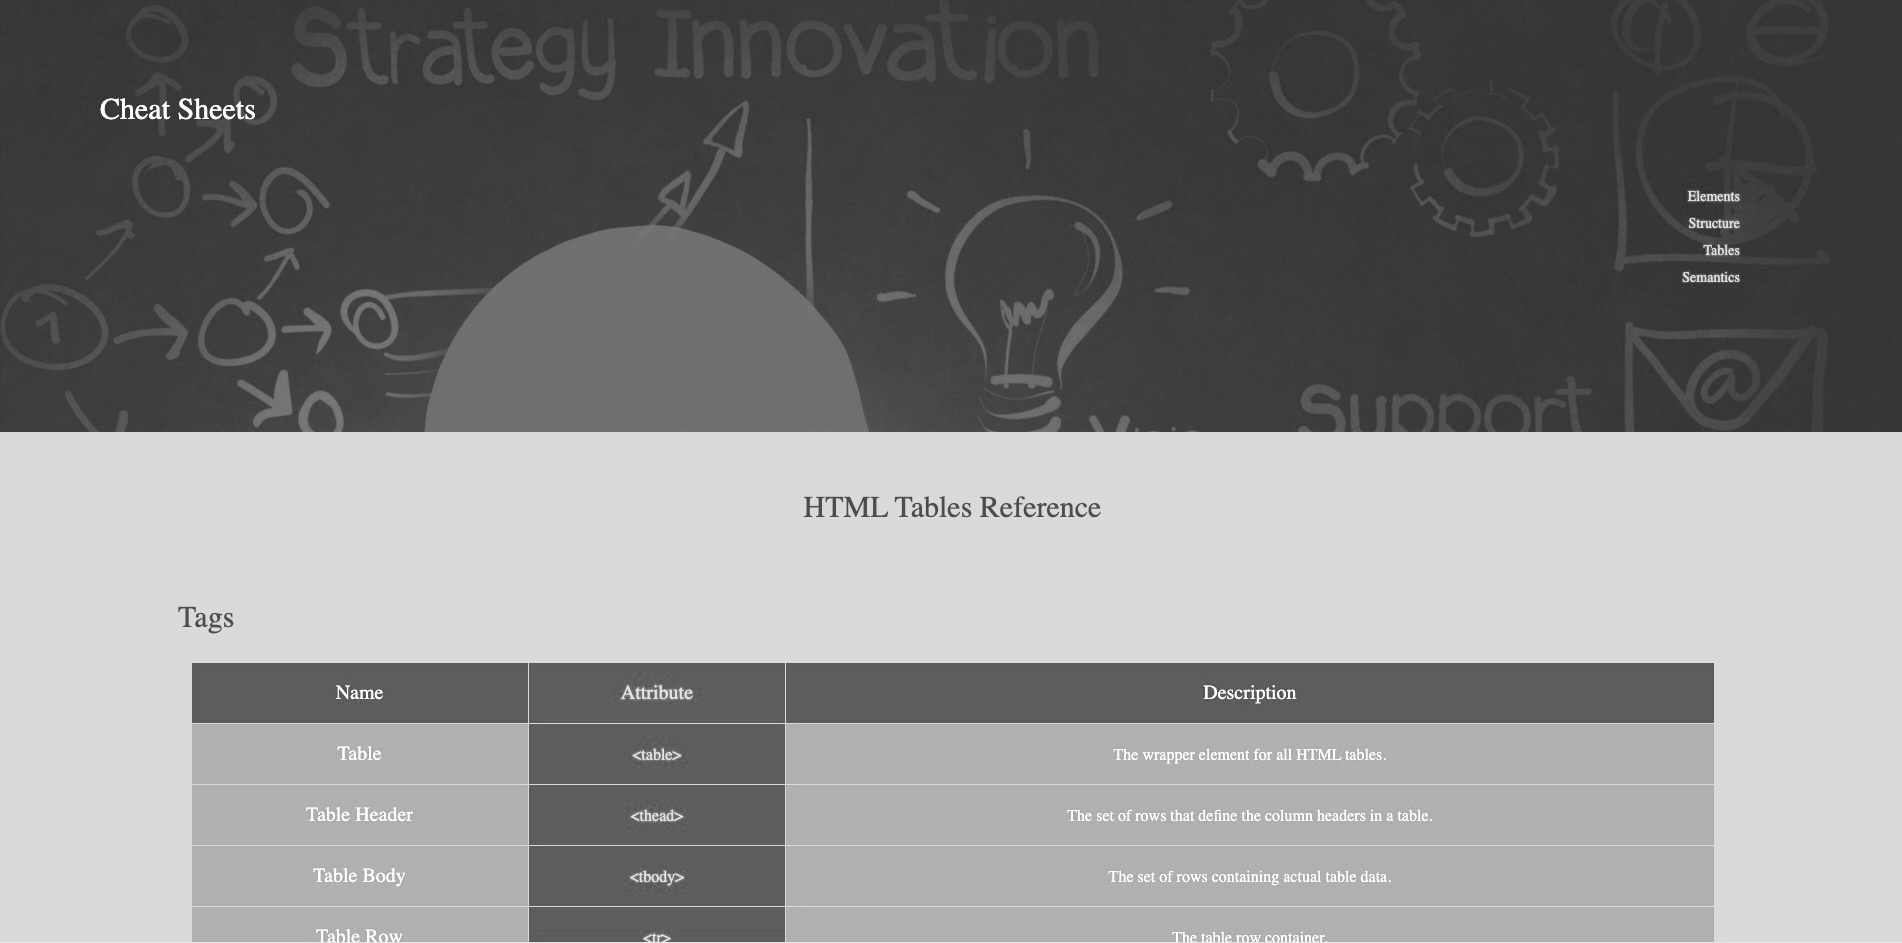 Strategy Innovation
Cheat Sheets
Elements
Structure
Tables
Semantics
1
@
Support
HTML Tables Reference
Tags
Name Attribute Description
Table <table> The wrapper element for all HTML tables.
Table Header <thead> The set of rows that define the column headers in a table.
Table Body <tbody> The set of rows containing actual table data.
Table Row <tr> The table row container.